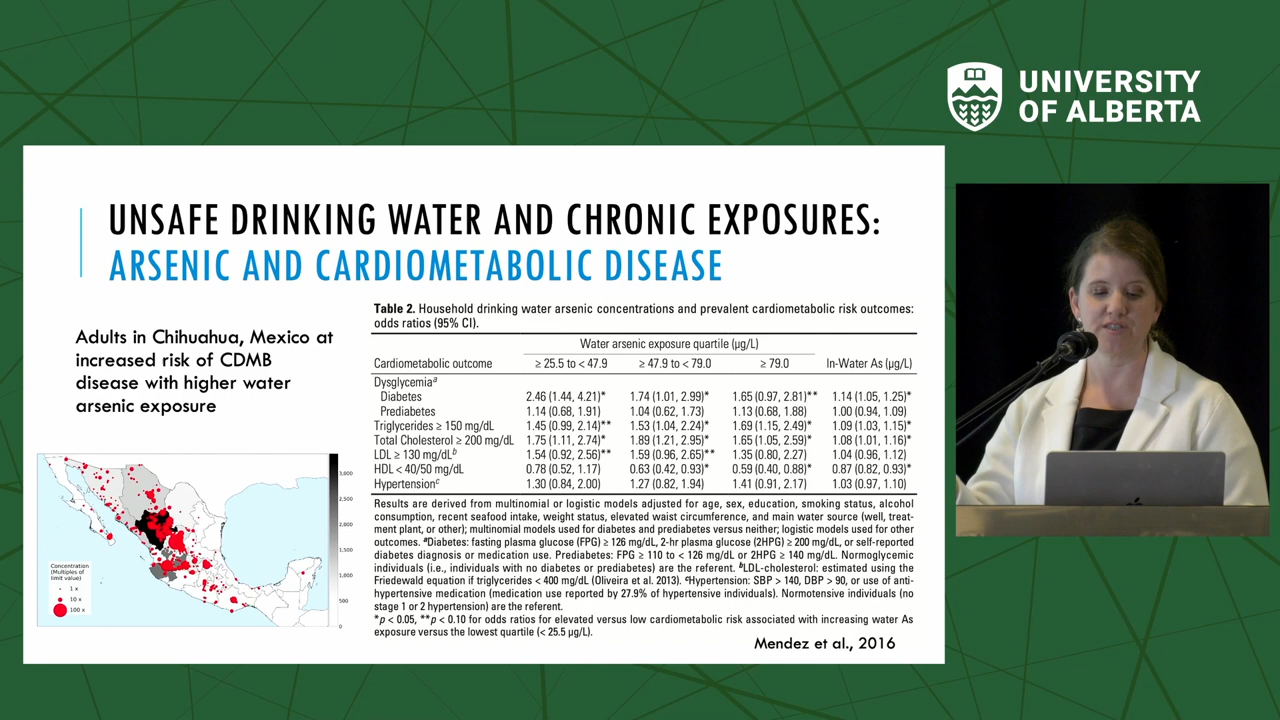 UNIVERSITY
OF ALBERTA
UNSAFE DRINKING WATER AND CHRONIC EXPOSURES:
ARSENIC AND CARDIOMETABOLIC DISEASE
Adults in Chihuahua, Mexico at
increased risk of CDMB
disease with higher water
arsenic exposure
Table 2. Household drinking water arsenic concentrations and prevalent cardiometabolic risk outcomes:
odds ratios (95% CI).
Water arsenic exposure quartile (µg/L)
Cardiometabolic outcome ≥ 25.5 to < 47.9 ≥ 47.9 to < 79.0 ≥ 79.0 ln-Water As (µg/L)
Dysglycemiaᵃ
Diabetes 2.46 (1.44, 4.21)* 1.74 (1.01, 2.99)* 1.65 (0.97, 2.81)** 1.14 (1.05, 1.25)*
Prediabetes 1.14 (0.68, 1.91) 1.04 (0.62, 1.73) 1.13 (0.68, 1.88) 1.00 (0.94, 1.09)
Triglycerides ≥ 150 mg/dL 1.45 (0.99, 2.14)** 1.53 (1.04, 2.24)* 1.69 (1.15, 2.49)* 1.09 (1.03, 1.15)*
Total Cholesterol ≥ 200 mg/dL 1.75 (1.11, 2.74)* 1.89 (1.21, 2.95)* 1.65 (1.05, 2.59)* 1.08 (1.01, 1.16)*
LDL ≥ 130 mg/dLᵇ 1.54 (0.92, 2.56)** 1.59 (0.96, 2.65)** 1.35 (0.80, 2.27) 1.04 (0.96, 1.12)
HDL < 40/50 mg/dL 0.78 (0.52, 1.17) 0.63 (0.42, 0.93)* 0.59 (0.40, 0.88)* 0.87 (0.82, 0.93)*
Hypertensionᶜ 1.30 (0.84, 2.00) 1.27 (0.82, 1.94) 1.41 (0.91, 2.17) 1.03 (0.97, 1.10)
Results are derived from multinomial or logistic models adjusted for age, sex, education, smoking status, alcohol
consumption, recent seafood intake, weight status, elevated waist circumference, and main water source (well, treat-
ment plant, or other); multinomial models used for diabetes and prediabetes versus neither; logistic models used for other
outcomes. ᵃDiabetes: fasting plasma glucose (FPG) ≥ 126 mg/dL, 2-hr plasma glucose (2HPG) ≥ 200 mg/dL, or self-reported
diabetes diagnosis or medication use. Prediabetes: FPG ≥ 110 to < 126 mg/dL or 2HPG ≥ 140 mg/dL. Normoglycemic
individuals (i.e., individuals with no diabetes or prediabetes) are the referent. ᵇLDL-cholesterol: estimated using the
Friedewald equation if triglycerides < 400 mg/dL (Oliveira et al. 2013). ᶜHypertension: SBP > 140, DBP > 90, or use of anti-
hypertensive medication (medication use reported by 27.9% of hypertensive individuals). Normotensive individuals (no
stage 1 or 2 hypertension) are the referent.
*p < 0.05, **p < 0.10 for odds ratios for elevated versus low cardiometabolic risk associated with increasing water As
exposure versus the lowest quartile (< 25.5 µg/L).
Mendez et al., 2016
3,000
2,500
2,000
1,500
1,000
500
0
Concentration
(Multiples of
limit value)
1 x
10 x
100 x